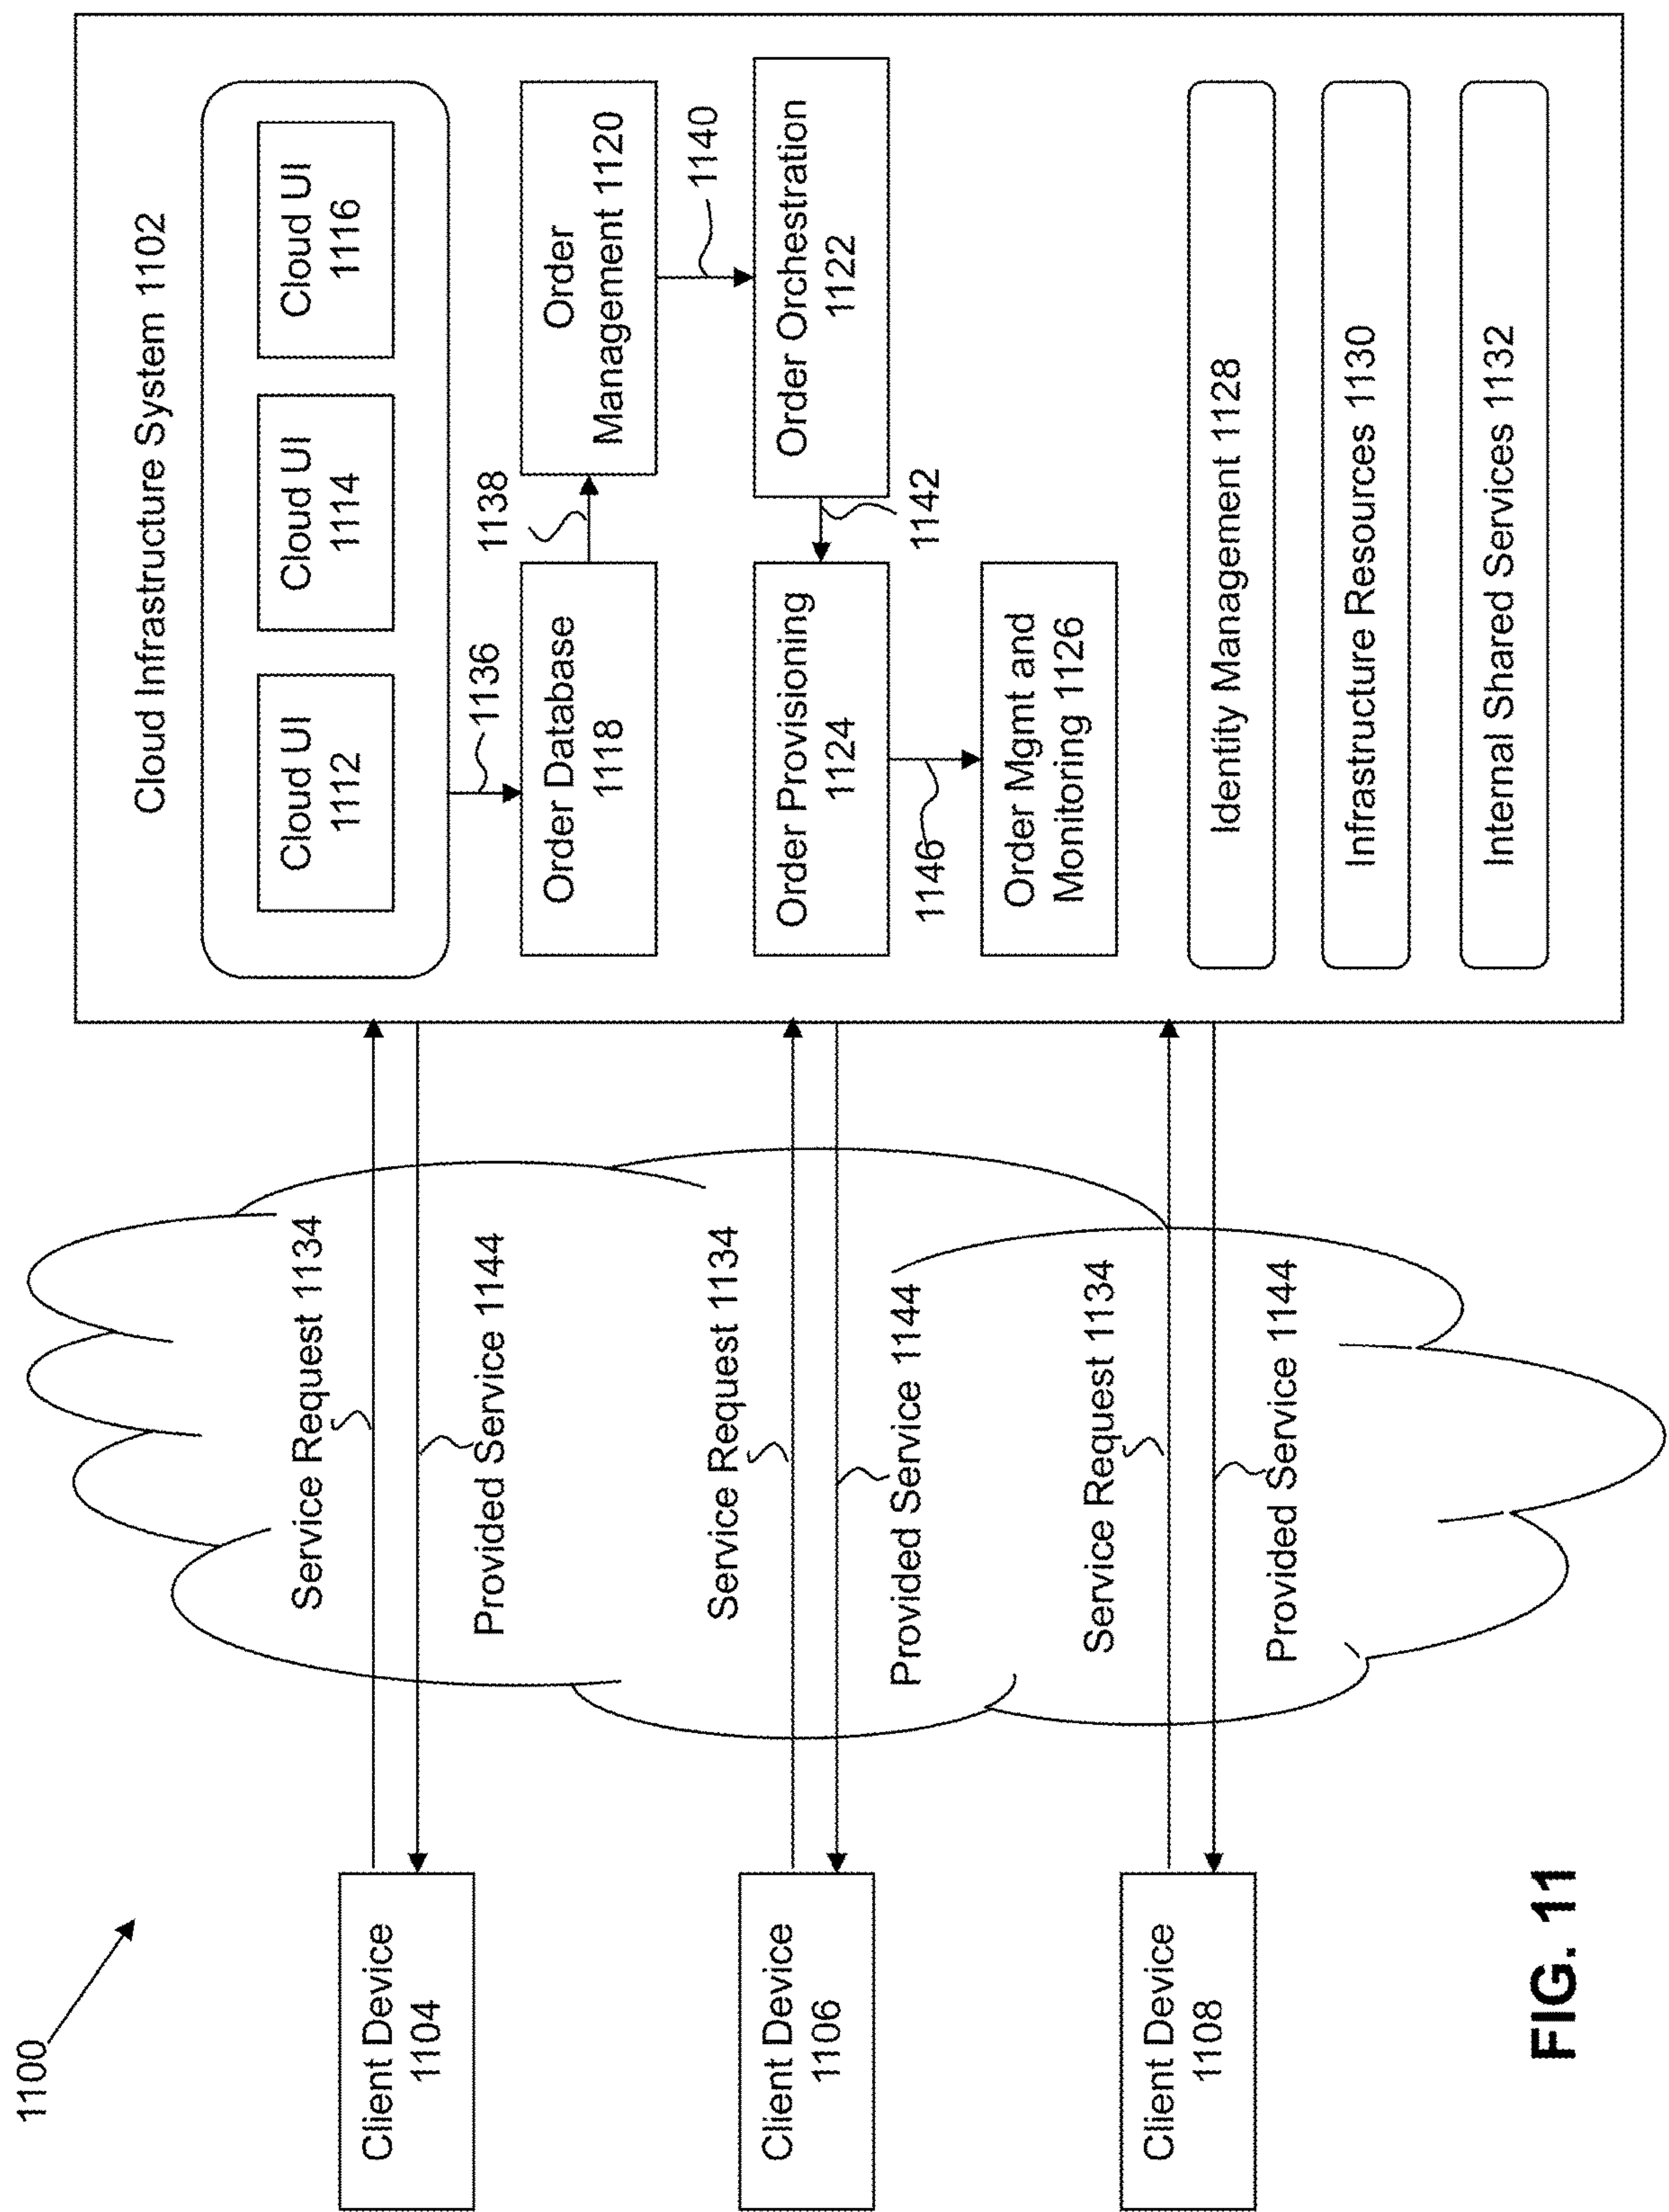 1100
Client Device
1104
Client Device
1106
Client Device
1108
Service Request 1134
Provided Service 1144
Service Request 1134
Provided Service 1144
Service Request 1134
Provided Service 1144
Cloud Infrastructure System 1102
Cloud UI
1112
Cloud UI
1114
Cloud UI
1116
1136
Order Database
1118
1138
Order
Management 1120
1140
Order Orchestration
1122
1142
Order Provisioning
1124
1146
Order Mgmt and
Monitoring 1126
Identity Management 1128
Infrastructure Resources 1130
Internal Shared Services 1132
FIG. 11